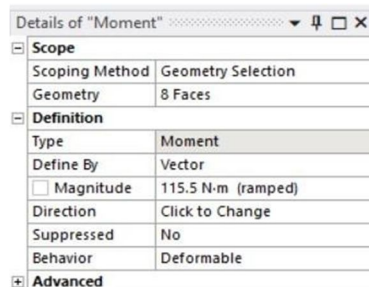 Details of "Moment"
Scope
Scoping Method Geometry Selection
Geometry 8 Faces
Definition
Type Moment
Define By Vector
Magnitude 115.5 N·m (ramped)
Direction Click to Change
Suppressed No
Behavior Deformable
Advanced